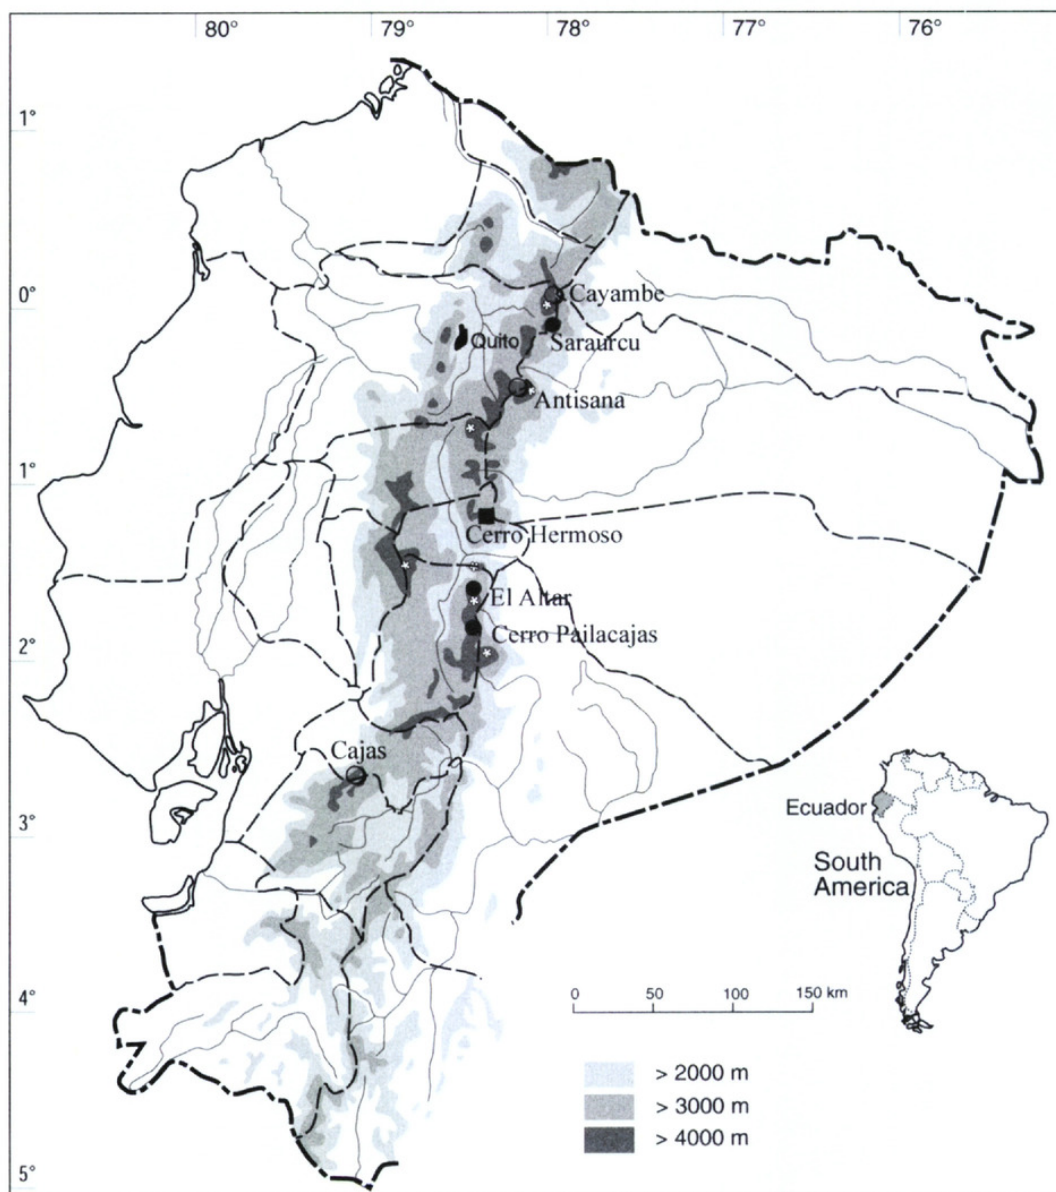 80° 79° 78° 77° 76°
1°
0°
Cayambe
Quito
Saraurcu
Antisana
1°
Cerro Hermoso
El Altar
Cerro Pailacajas
2°
Cajas
Ecuador
3°
South
America
4°
0 50 100 150 km
> 2000 m
> 3000 m
> 4000 m
5°